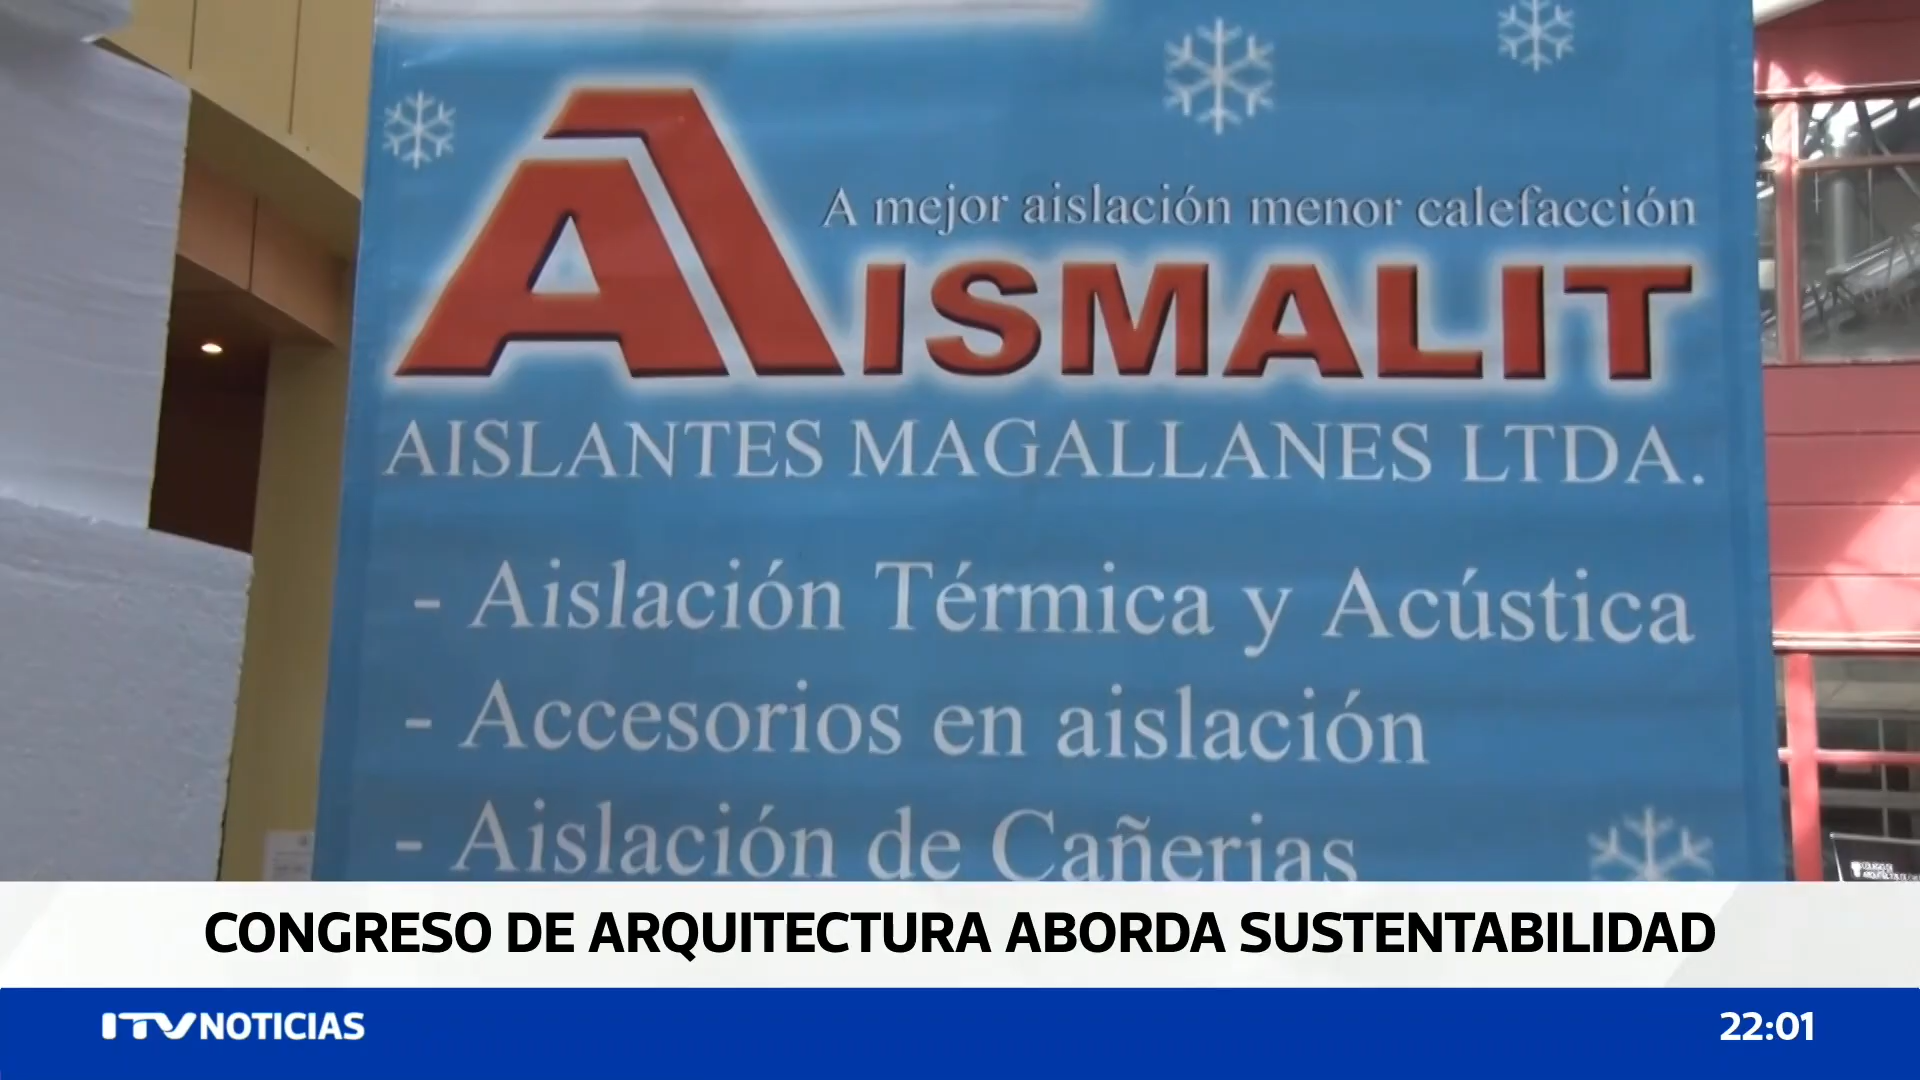 A mejor aislación menor calefacción
AISMALIT
AISLANTES MAGALLANES LTDA.
- Aislación Térmica y Acústica
- Accesorios en aislación
- Aislación de Cañerias
CONGRESO DE ARQUITECTURA ABORDA SUSTENTABILIDAD
ITV NOTICIAS
22:01